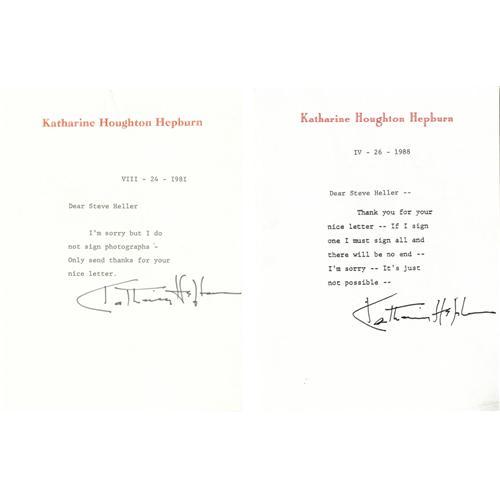 Katharine Houghton Hepburn
VIII - 24 - I98I
Dear Steve Heller
I'm sorry but I do
not sign photographs -
Only send thanks for your
nice letter.
Katharine Hepburn
Katharine Houghton Hepburn
IV - 26 - 1988
Dear Steve Heller --
Thank you for your
nice letter -- If I sign
one I must sign all and
there will be no end --
I'm sorry -- It's just
not possible --
Katharine Hepburn